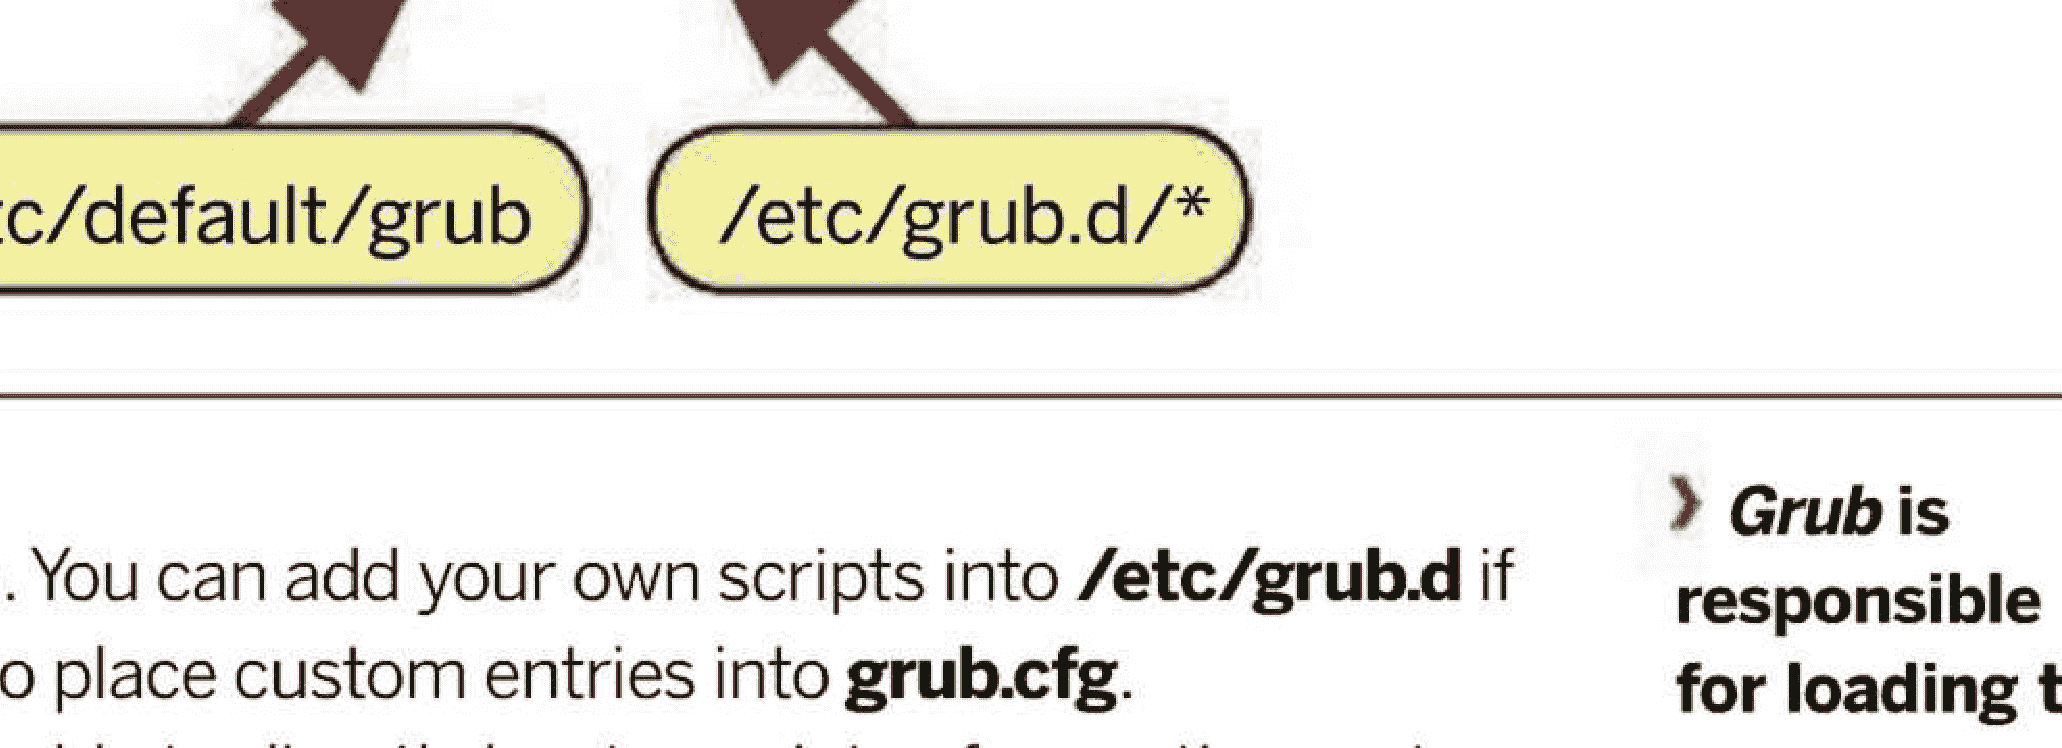 tc/default/grub
/etc/grub.d/*
. You can add your own scripts into /etc/grub.d if
o place custom entries into grub.cfg.
› Grub is
responsible
for loading t